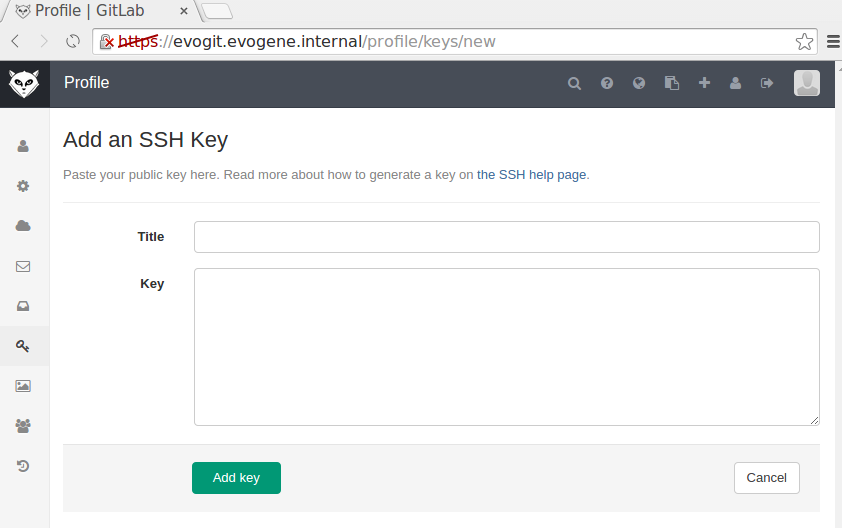 Profile | GitLab
https://evogit.evogene.internal/profile/keys/new
Profile
Add an SSH Key
Paste your public key here. Read more about how to generate a key on the SSH help page.
Title
Key
Add key
Cancel